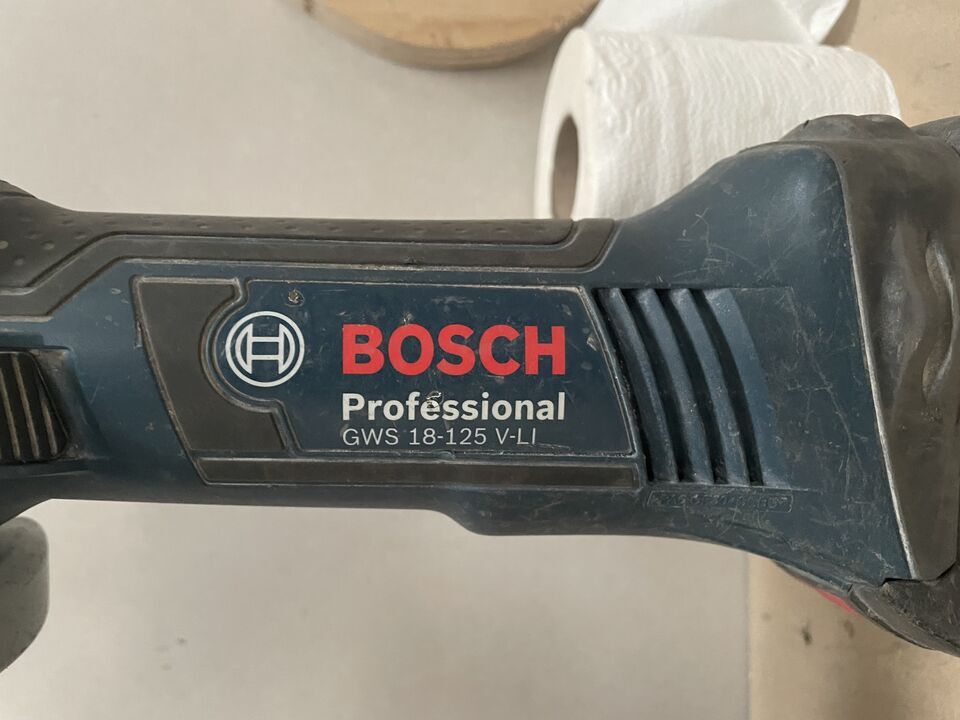 BOSCH
Professional
GWS 18-125 V-LI